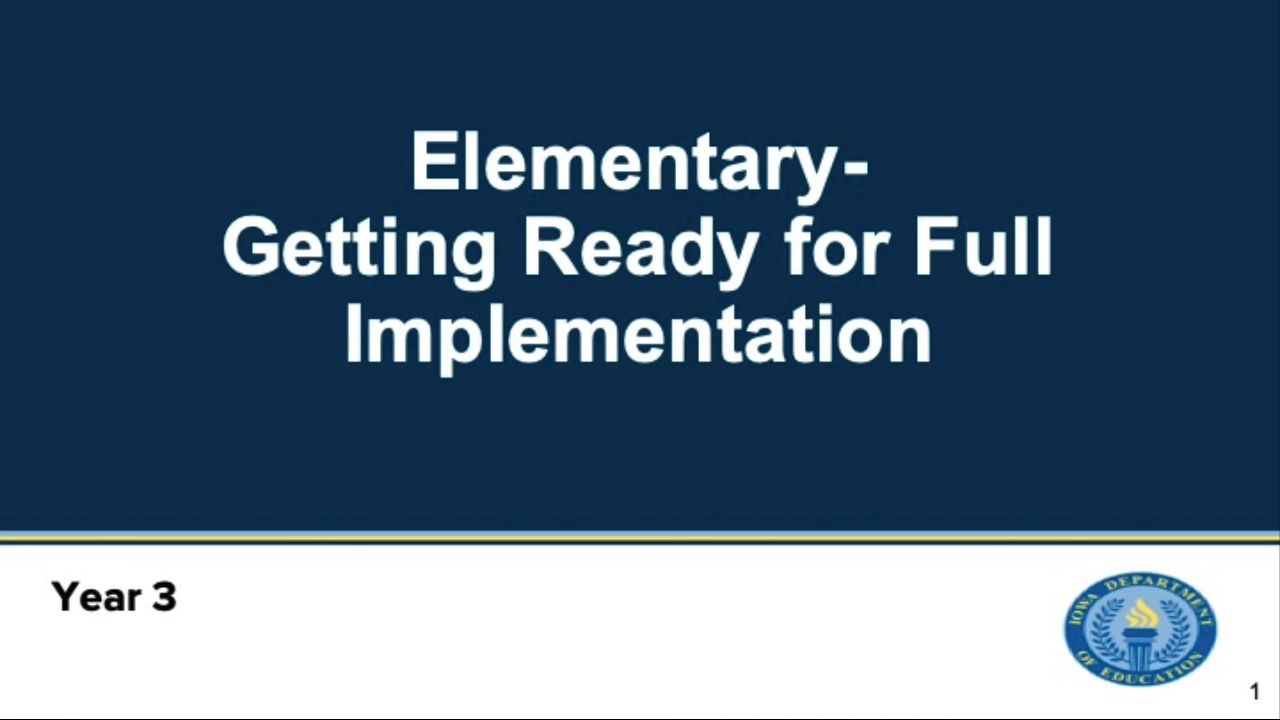 Elementary-
Getting Ready for Full
Implementation
Year 3
IOWA DEPARTMENT
OF EDUCATION
1